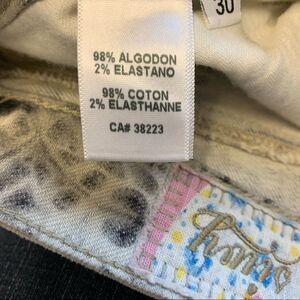 30
98% ALGODON
2% ELASTANO
98% COTON
2% ELASTHANNE
CA# 38223